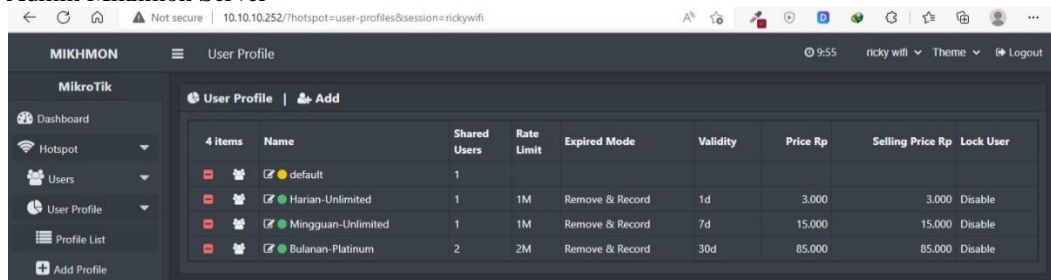 Admin Mikhmon Server
Not secure | 10.10.10.252/?hotspot=user-profiles&session=rickywifi
MIKHMON User Profile 9:55 ricky wifi Theme Logout
MikroTik
Dashboard
Hotspot
Users
User Profile
Profile List
Add Profile
User Profile | Add
4 items Name Shared Users Rate Limit Expired Mode Validity Price Rp Selling Price Rp Lock User
default 1
Harian-Unlimited 1 1M Remove & Record 1d 3.000 3.000 Disable
Mingguan-Unlimited 1 1M Remove & Record 7d 15.000 15.000 Disable
Bulanan-Platinum 2 2M Remove & Record 30d 85.000 85.000 Disable